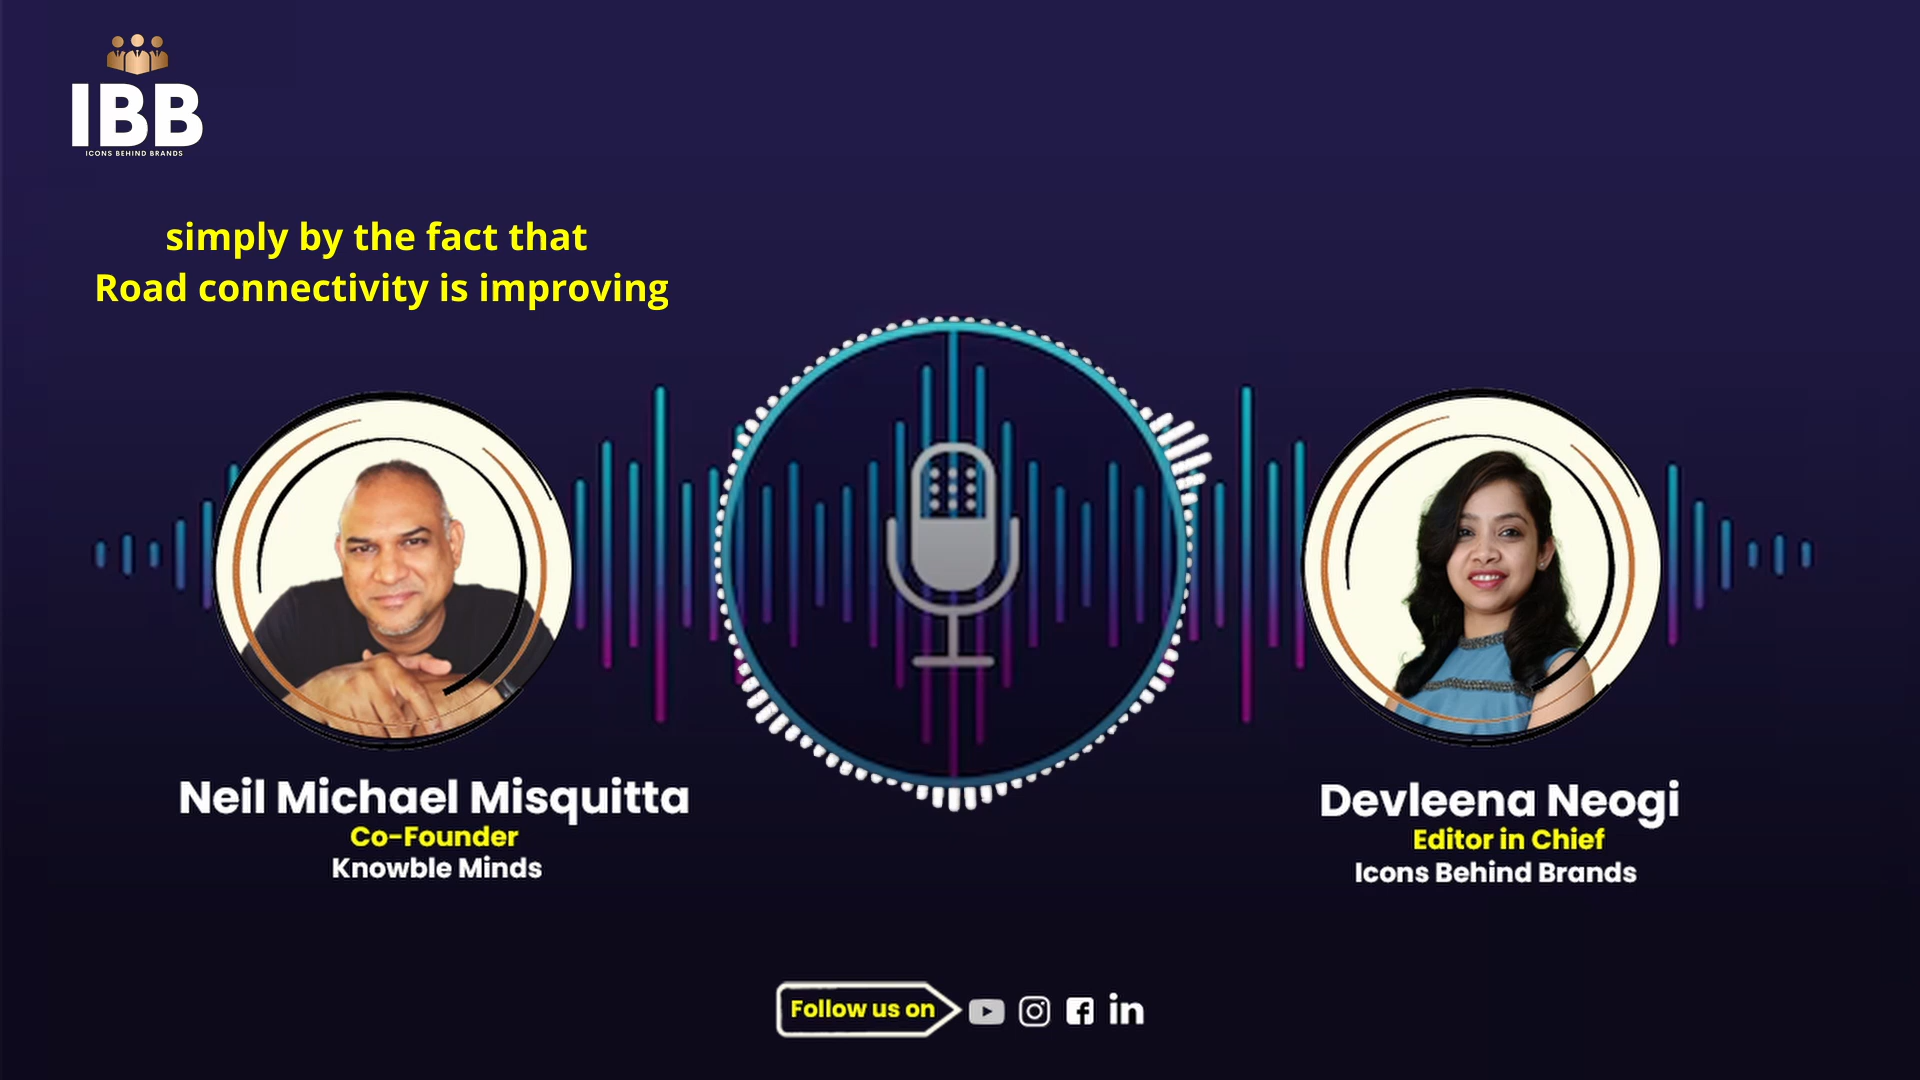 IBB
ICONS BEHIND BRANDS
simply by the fact that
Road connectivity is improving
Neil Michael Misquitta
Co-Founder
Knowble Minds
Devleena Neogi
Editor in Chief
Icons Behind Brands
Follow us on